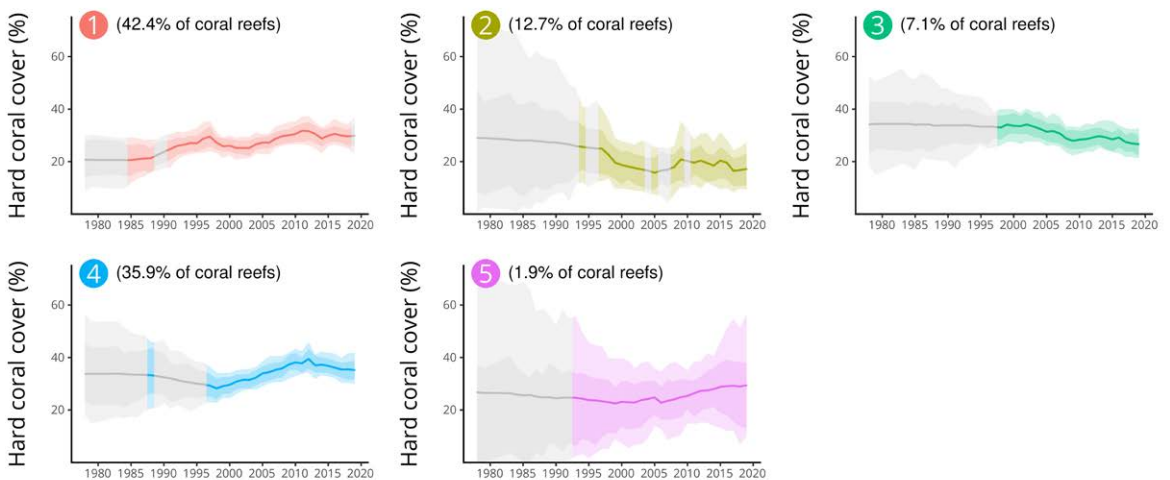 1 (42.4% of coral reefs)
Hard coral cover (%)
60
40
20
1980 1985 1990 1995 2000 2005 2010 2015 2020
2 (12.7% of coral reefs)
Hard coral cover (%)
60
40
20
1980 1985 1990 1995 2000 2005 2010 2015 2020
3 (7.1% of coral reefs)
Hard coral cover (%)
60
40
20
1980 1985 1990 1995 2000 2005 2010 2015 2020
4 (35.9% of coral reefs)
Hard coral cover (%)
60
40
20
1980 1985 1990 1995 2000 2005 2010 2015 2020
5 (1.9% of coral reefs)
Hard coral cover (%)
60
40
20
1980 1985 1990 1995 2000 2005 2010 2015 2020